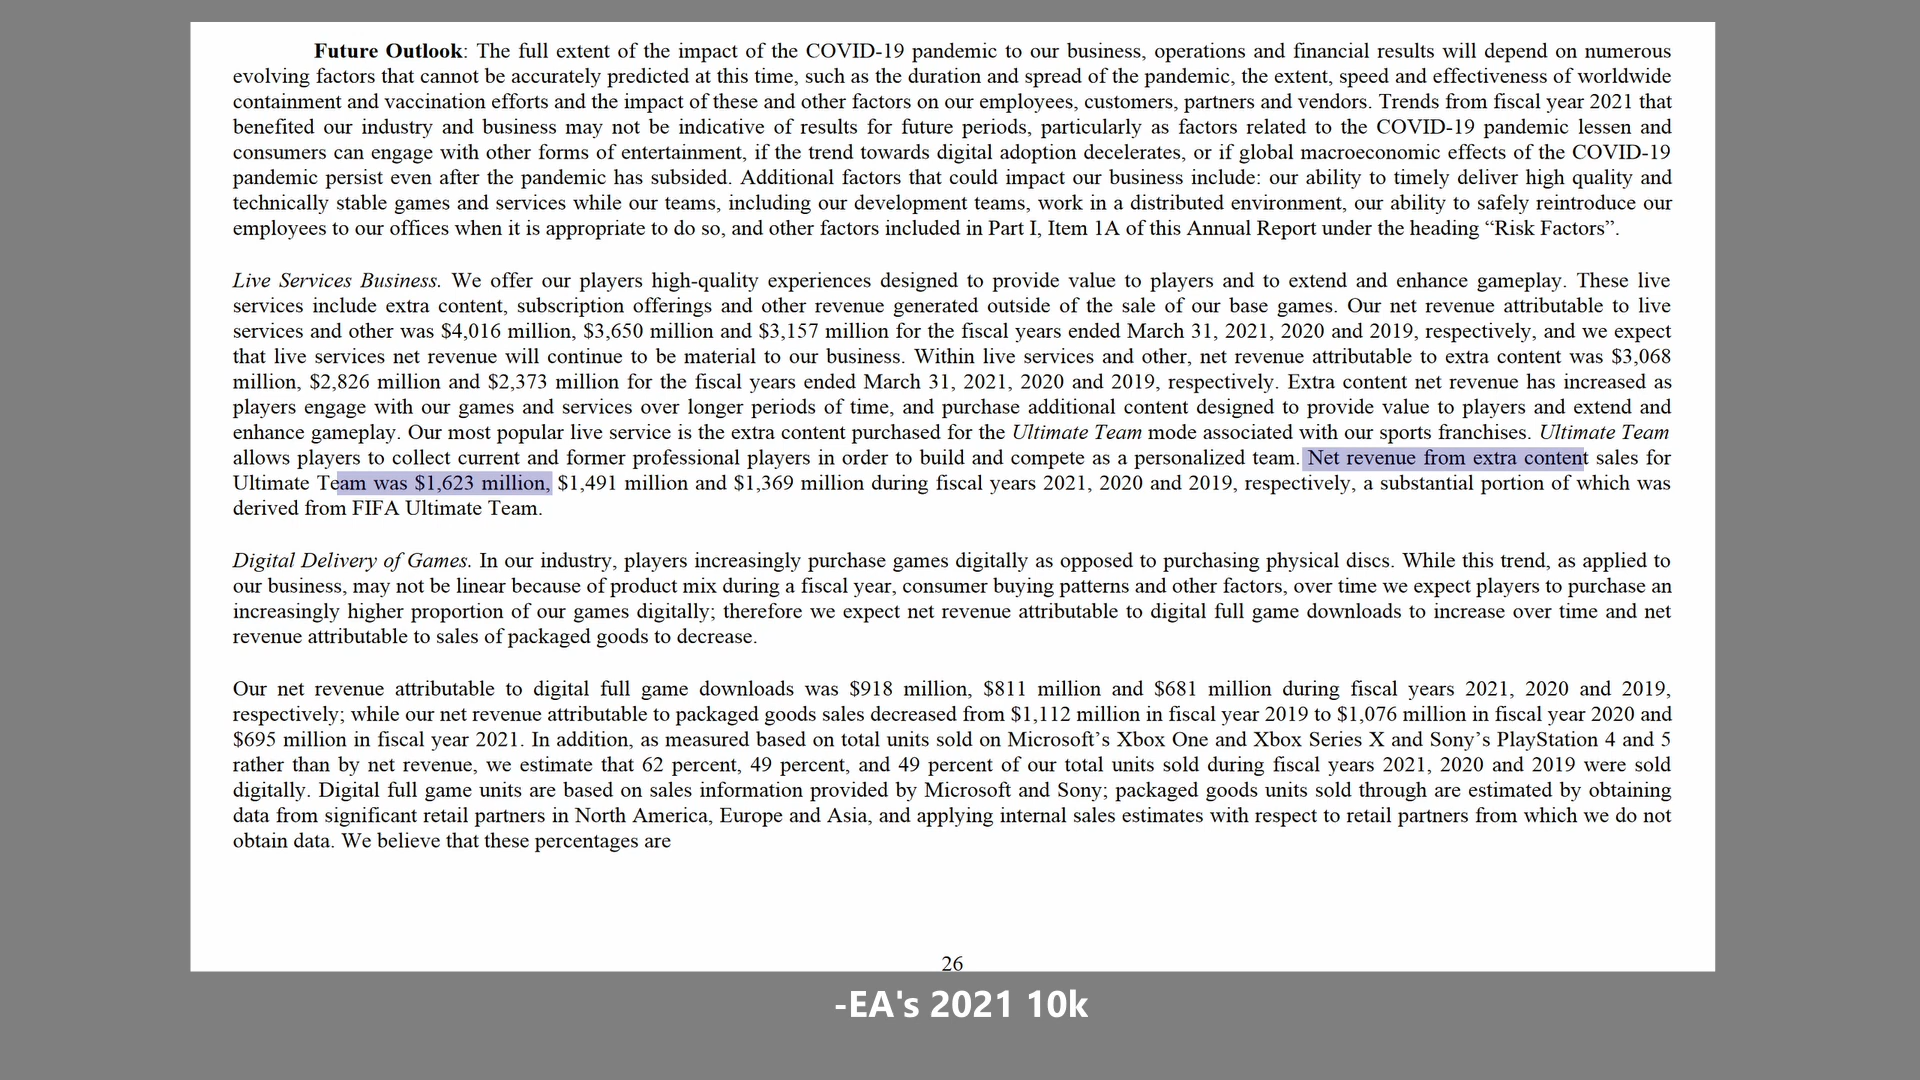 Future Outlook: The full extent of the impact of the COVID-19 pandemic to our business, operations and financial results will depend on numerous
evolving factors that cannot be accurately predicted at this time, such as the duration and spread of the pandemic, the extent, speed and effectiveness of worldwide
containment and vaccination efforts and the impact of these and other factors on our employees, customers, partners and vendors. Trends from fiscal year 2021 that
benefited our industry and business may not be indicative of results for future periods, particularly as factors related to the COVID-19 pandemic lessen and
consumers can engage with other forms of entertainment, if the trend towards digital adoption decelerates, or if global macroeconomic effects of the COVID-19
pandemic persist even after the pandemic has subsided. Additional factors that could impact our business include: our ability to timely deliver high quality and
technically stable games and services while our teams, including our development teams, work in a distributed environment, our ability to safely reintroduce our
employees to our offices when it is appropriate to do so, and other factors included in Part I, Item 1A of this Annual Report under the heading “Risk Factors”.
Live Services Business. We offer our players high-quality experiences designed to provide value to players and to extend and enhance gameplay. These live
services include extra content, subscription offerings and other revenue generated outside of the sale of our base games. Our net revenue attributable to live
services and other was $4,016 million, $3,650 million and $3,157 million for the fiscal years ended March 31, 2021, 2020 and 2019, respectively, and we expect
that live services net revenue will continue to be material to our business. Within live services and other, net revenue attributable to extra content was $3,068
million, $2,826 million and $2,373 million for the fiscal years ended March 31, 2021, 2020 and 2019, respectively. Extra content net revenue has increased as
players engage with our games and services over longer periods of time, and purchase additional content designed to provide value to players and extend and
enhance gameplay. Our most popular live service is the extra content purchased for the Ultimate Team mode associated with our sports franchises. Ultimate Team
allows players to collect current and former professional players in order to build and compete as a personalized team. Net revenue from extra content sales for
Ultimate Team was $1,623 million, $1,491 million and $1,369 million during fiscal years 2021, 2020 and 2019, respectively, a substantial portion of which was
derived from FIFA Ultimate Team.
Digital Delivery of Games. In our industry, players increasingly purchase games digitally as opposed to purchasing physical discs. While this trend, as applied to
our business, may not be linear because of product mix during a fiscal year, consumer buying patterns and other factors, over time we expect players to purchase an
increasingly higher proportion of our games digitally; therefore we expect net revenue attributable to digital full game downloads to increase over time and net
revenue attributable to sales of packaged goods to decrease.
Our net revenue attributable to digital full game downloads was $918 million, $811 million and $681 million during fiscal years 2021, 2020 and 2019,
respectively; while our net revenue attributable to packaged goods sales decreased from $1,112 million in fiscal year 2019 to $1,076 million in fiscal year 2020 and
$695 million in fiscal year 2021. In addition, as measured based on total units sold on Microsoft’s Xbox One and Xbox Series X and Sony’s PlayStation 4 and 5
rather than by net revenue, we estimate that 62 percent, 49 percent, and 49 percent of our total units sold during fiscal years 2021, 2020 and 2019 were sold
digitally. Digital full game units are based on sales information provided by Microsoft and Sony; packaged goods units sold through are estimated by obtaining
data from significant retail partners in North America, Europe and Asia, and applying internal sales estimates with respect to retail partners from which we do not
obtain data. We believe that these percentages are
26
-EA's 2021 10k